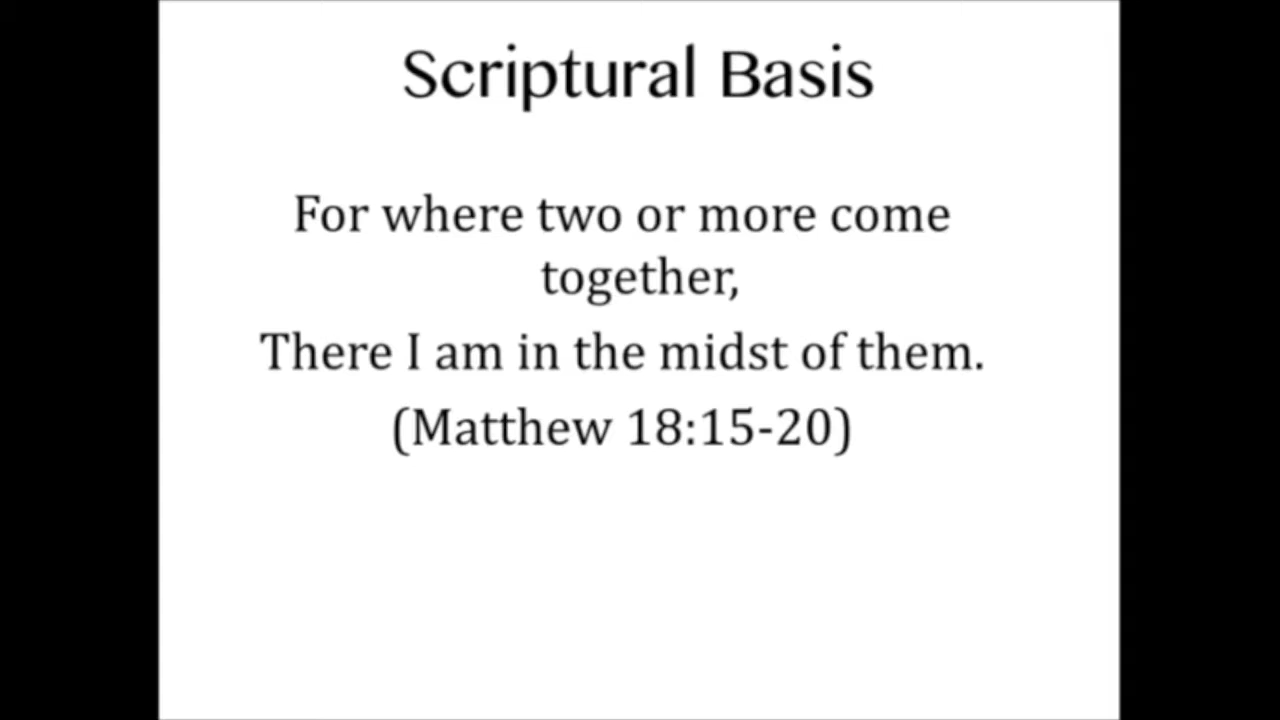 Scriptural Basis
For where two or more come
together,
There I am in the midst of them.
(Matthew 18:15-20)